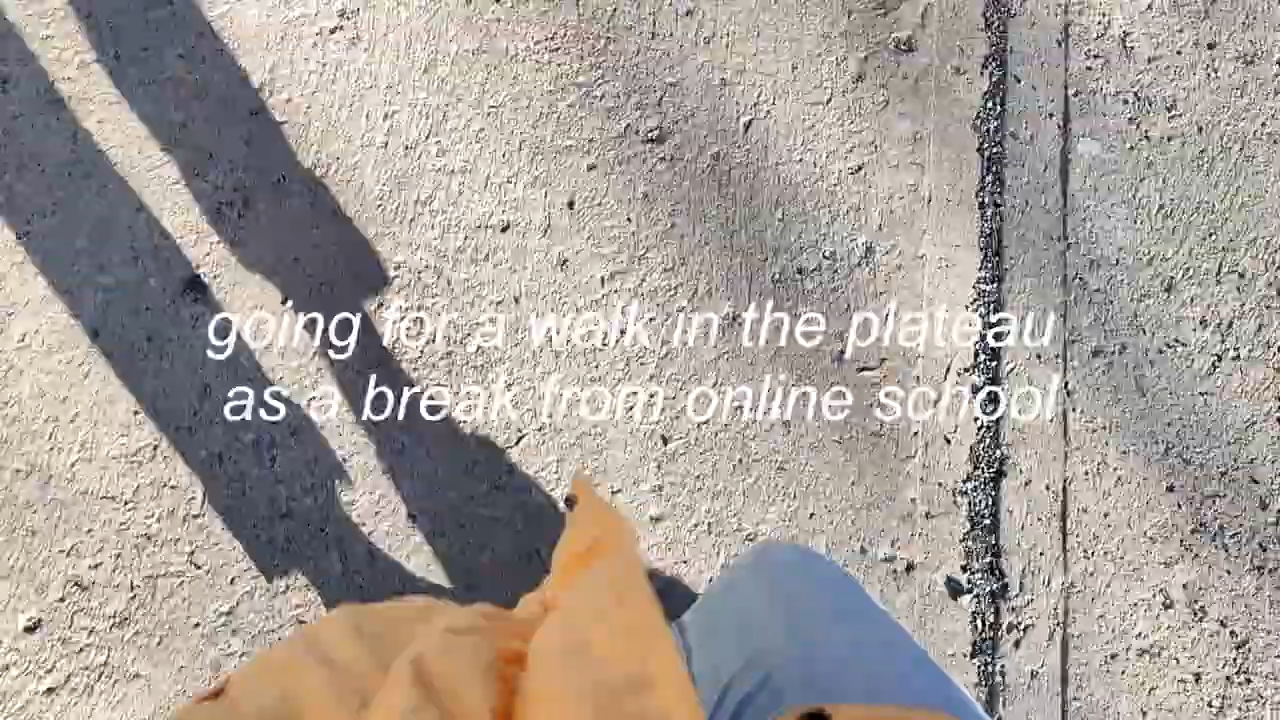 going for a walk in the plateau
as a break from online school